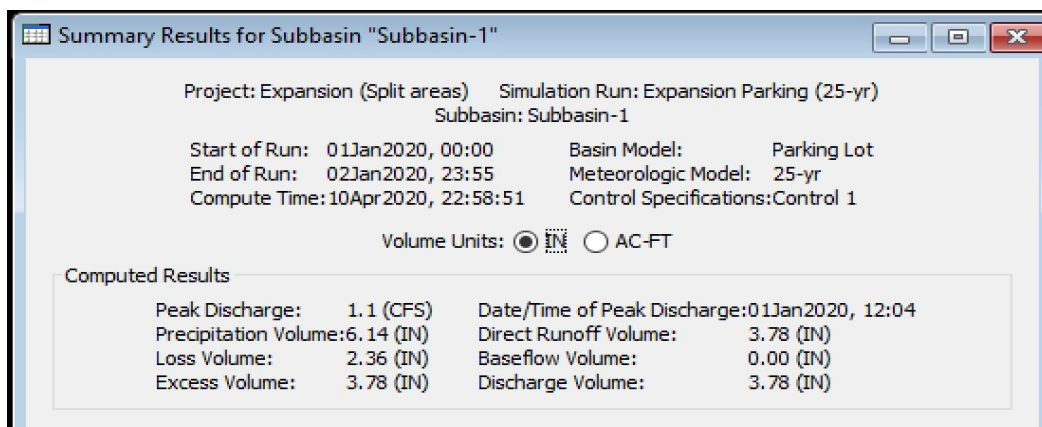 Summary Results for Subbasin "Subbasin-1"
Project: Expansion (Split areas) Simulation Run: Expansion Parking (25-yr)
Subbasin: Subbasin-1
Start of Run: 01Jan2020, 00:00 Basin Model: Parking Lot
End of Run: 02Jan2020, 23:55 Meteorologic Model: 25-yr
Compute Time:10Apr2020, 22:58:51 Control Specifications:Control 1
Volume Units: IN AC-FT
Computed Results
Peak Discharge: 1.1 (CFS) Date/Time of Peak Discharge:01Jan2020, 12:04
Precipitation Volume:6.14 (IN) Direct Runoff Volume: 3.78 (IN)
Loss Volume: 2.36 (IN) Baseflow Volume: 0.00 (IN)
Excess Volume: 3.78 (IN) Discharge Volume: 3.78 (IN)